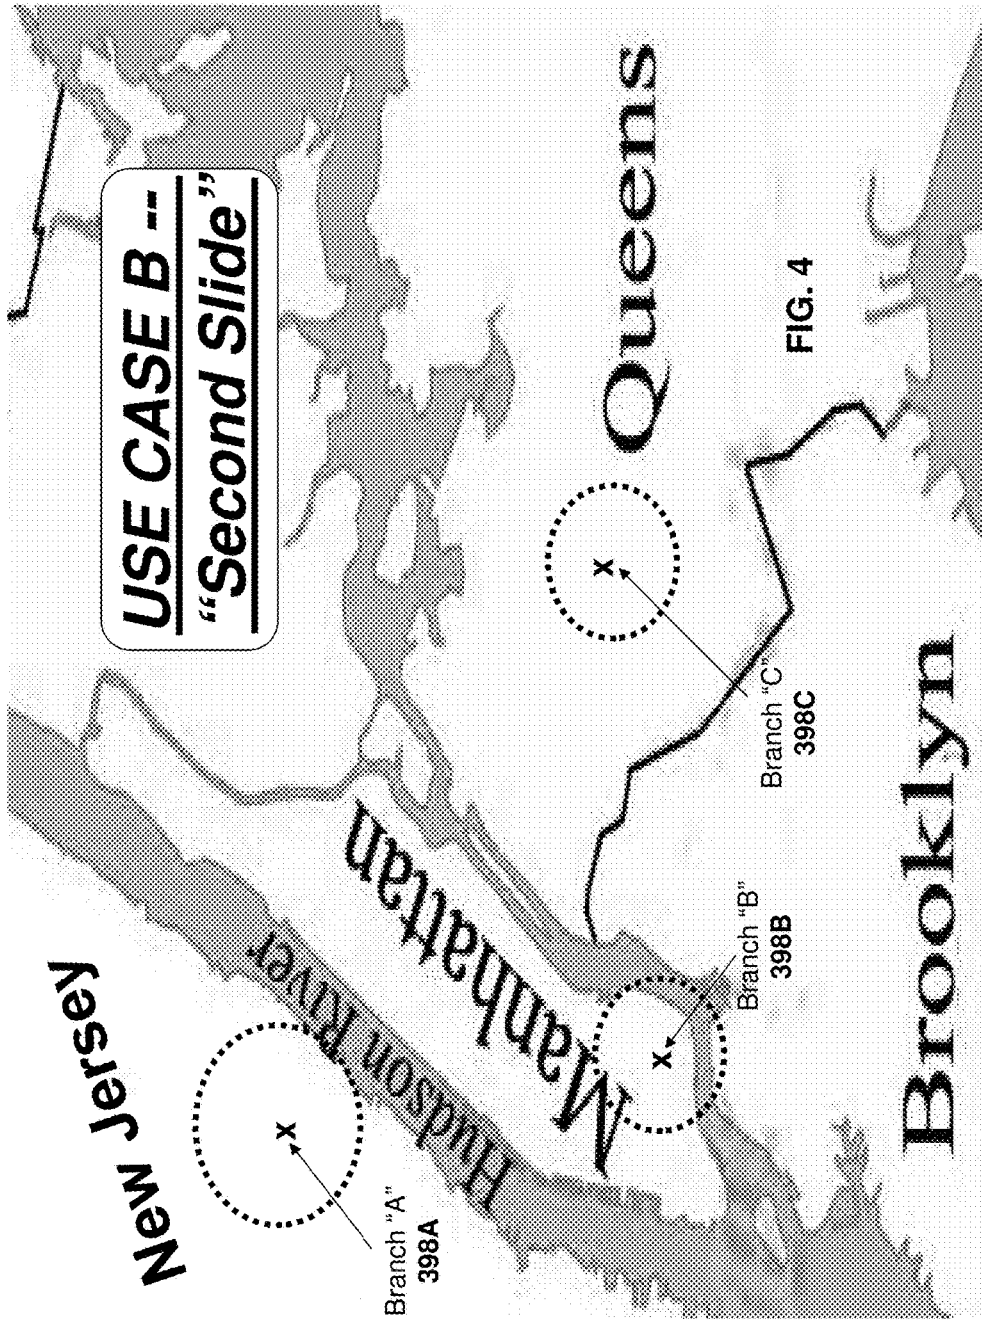 USE CASE B --
“Second Slide”
New Jersey
Hudson River
Manhattan
Queens
Brooklyn
Branch “A”
398A
Branch “B”
398B
Branch “C”
398C
X
X
X
FIG. 4